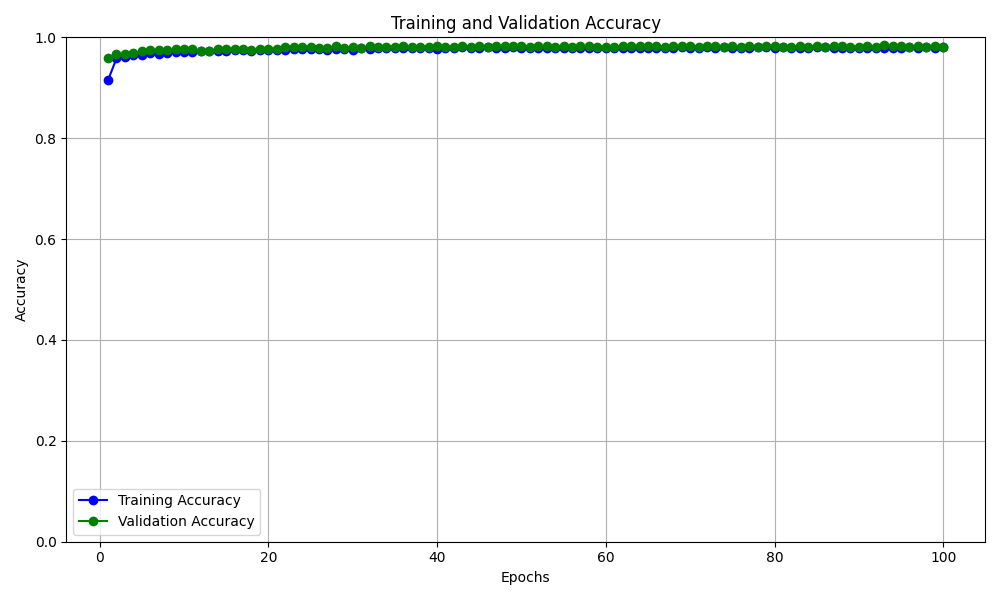 Training and Validation Accuracy
1.0
0.8
0.6
0.4
0.2
0.0
Accuracy
Training Accuracy
Validation Accuracy
0 20 40 60 80 100
Epochs